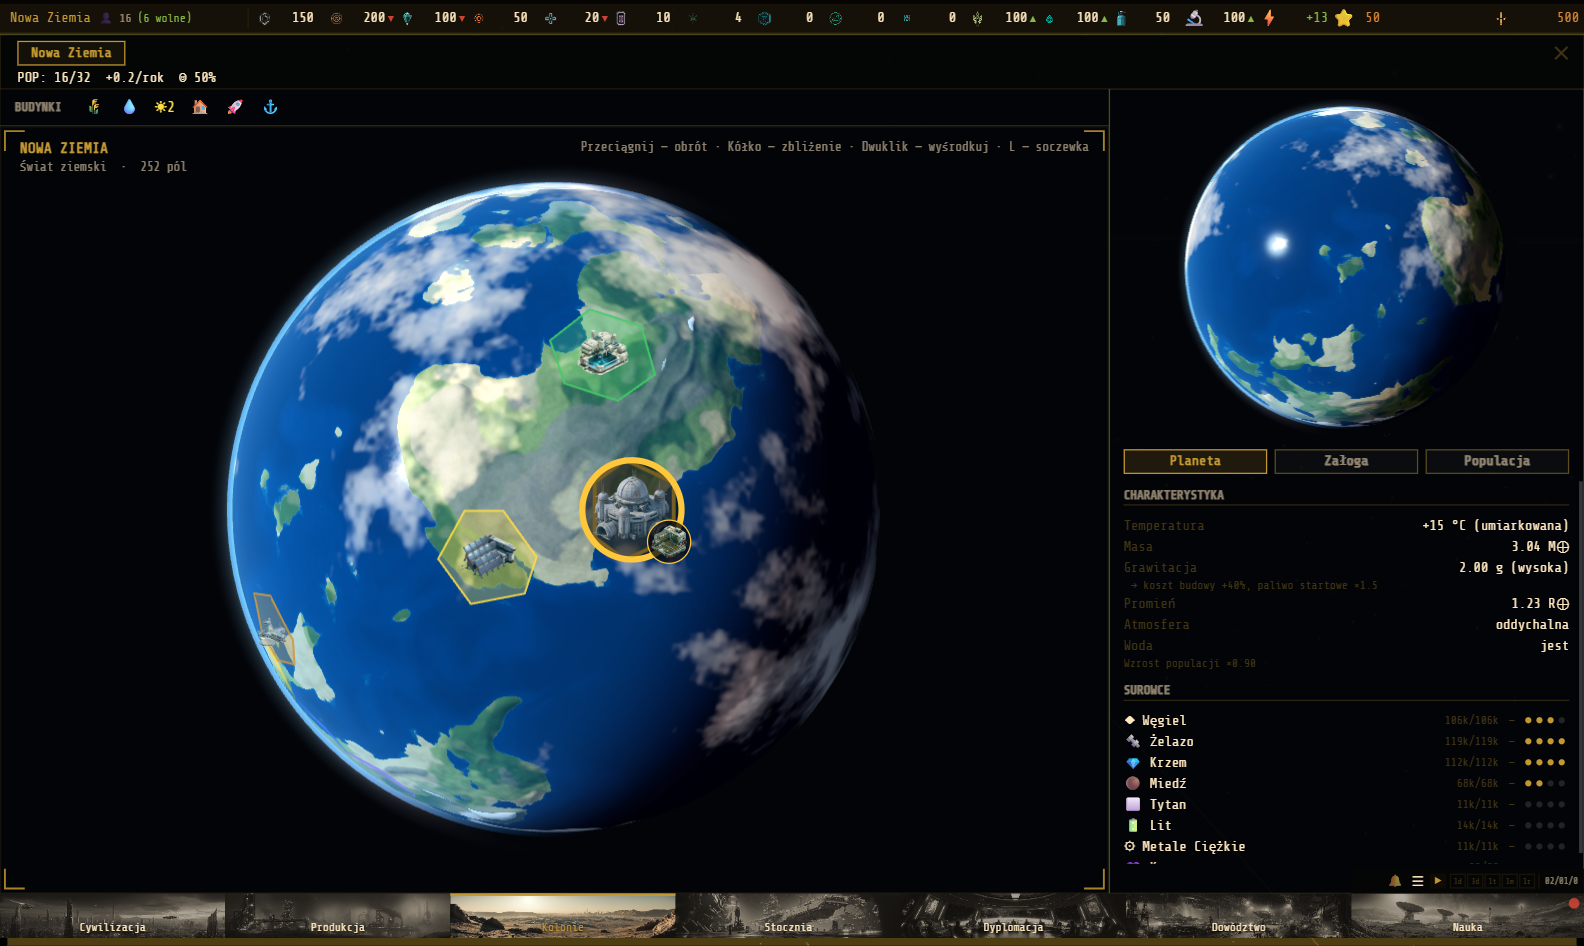 Nowa Ziemia 16 (6 wolne) 150 200 100 50 20 10 4 0 0 0 100 100 50 100 +13 50 500
Nowa Ziemia
POP: 16/32 +0.2/rok 50%
BUDYNKI 2
NOWA ZIEMIA
Świat ziemski · 252 pól
Przeciągnij — obrót · Kółko — zbliżenie · Dwuklik — wyśrodkuj · L — soczewka
Planeta Załoga Populacja
CHARAKTERYSTYKA
Temperatura +15 °C (umiarkowana)
Masa 3.04 M⊕
Grawitacja 2.00 g (wysoka)
→ koszt budowy +40%, paliwo startowe ×1.5
Promień 1.23 R⊕
Atmosfera oddychalna
Woda jest
Wzrost populacji ×0.90
SUROWCE
Węgiel 106k/106k —
Żelazo 119k/119k —
Krzem 112k/112k —
Miedź 68k/68k —
Tytan 11k/11k —
Lit 14k/14k —
Metale Ciężkie 11k/11k —
Cywilizacja Produkcja Kolonie Stocznia Dyplomacja Dowództwo Nauka